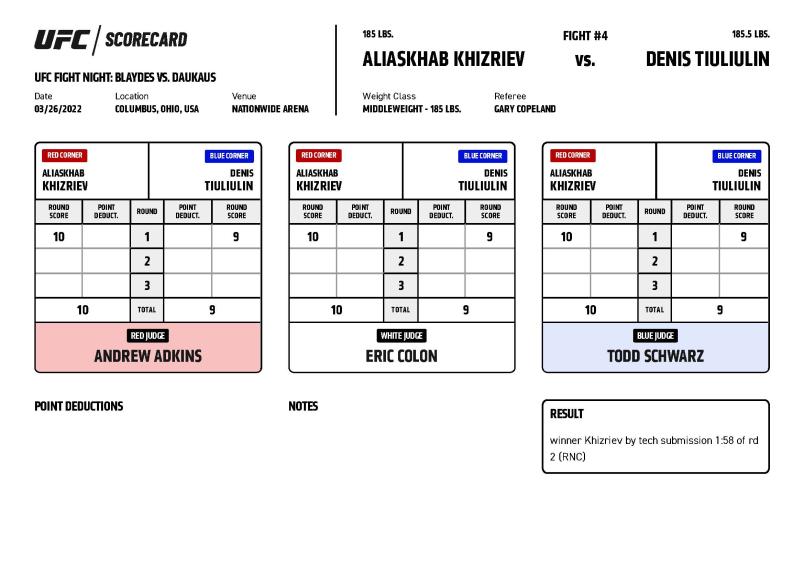 UFC SCORECARD
UFC FIGHT NIGHT: BLAYDES VS. DAUKAUS
Date Location Venue
03/26/2022 COLUMBUS, OHIO, USA NATIONWIDE ARENA
185 LBS. FIGHT #4 185.5 LBS.
ALIASKHAB KHIZRIEV VS. DENIS TIULIULIN
Weight Class Referee
MIDDLEWEIGHT - 185 LBS. GARY COPELAND
RED CORNER BLUE CORNER
ALIASKHAB DENIS
KHIZRIEV TIULIULIN
ROUND SCORE POINT DEDUCT. ROUND POINT DEDUCT. ROUND SCORE
10 1 9
2
3
10 TOTAL 9
RED JUDGE
ANDREW ADKINS
RED CORNER BLUE CORNER
ALIASKHAB DENIS
KHIZRIEV TIULIULIN
ROUND SCORE POINT DEDUCT. ROUND POINT DEDUCT. ROUND SCORE
10 1 9
2
3
10 TOTAL 9
WHITE JUDGE
ERIC COLON
RED CORNER BLUE CORNER
ALIASKHAB DENIS
KHIZRIEV TIULIULIN
ROUND SCORE POINT DEDUCT. ROUND POINT DEDUCT. ROUND SCORE
10 1 9
2
3
10 TOTAL 9
BLUE JUDGE
TODD SCHWARZ
POINT DEDUCTIONS
NOTES
RESULT
winner Khizriev by tech submission 1:58 of rd
2 (RNC)